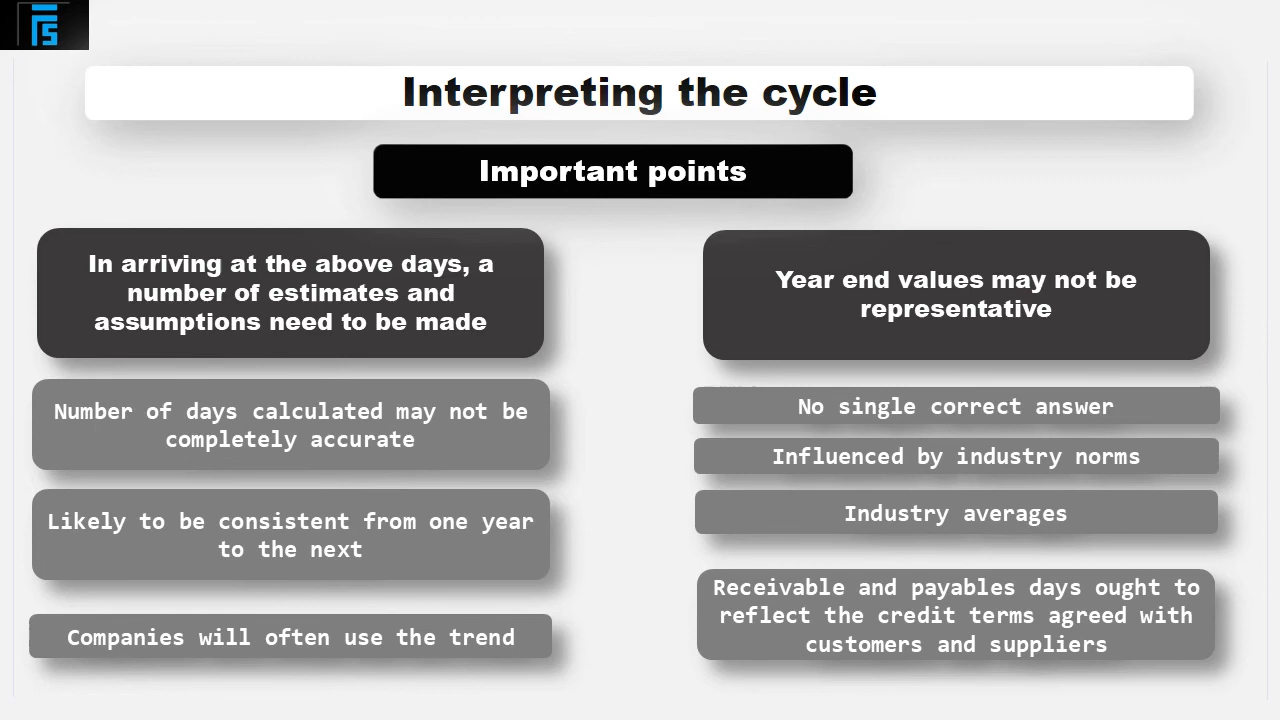 Interpreting the cycle
Important points
In arriving at the above days, a
number of estimates and
assumptions need to be made
Number of days calculated may not be
completely accurate
Likely to be consistent from one year
to the next
Companies will often use the trend
Year end values may not be
representative
No single correct answer
Influenced by industry norms
Industry averages
Receivable and payables days ought to
reflect the credit terms agreed with
customers and suppliers